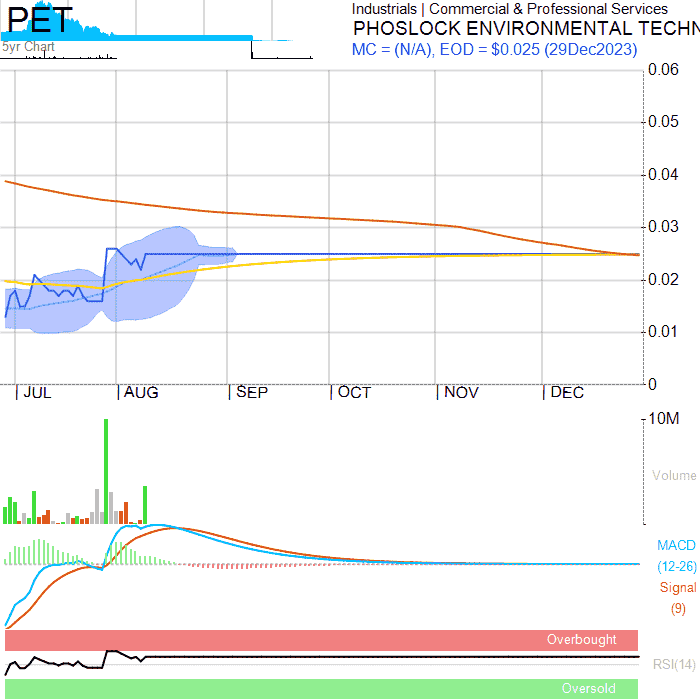 PET
5yr Chart
Industrials | Commercial & Professional Services
PHOSLOCK ENVIRONMENTAL TECHN
MC = (N/A), EOD = $0.025 (29Dec2023)
0.06
0.05
0.04
0.03
0.02
0.01
0
JUL AUG SEP OCT NOV DEC
10M
Volume
MACD
(12-26)
Signal
(9)
Overbought
RSI(14)
Oversold